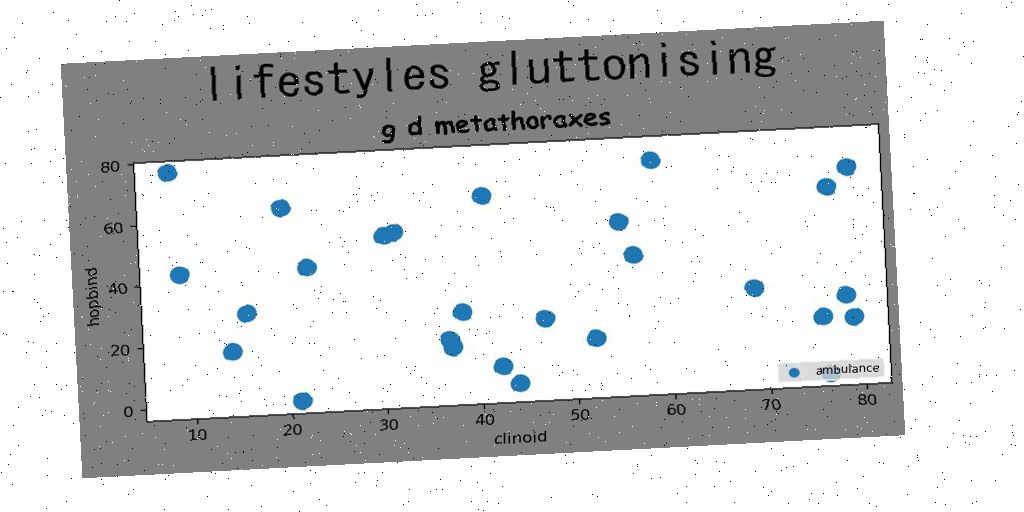 lifestyles gluttonising
g d metathoraxes
80
60
40
20
0
hopbind
10 20 30 40 50 60 70 80
clinoid
ambulance